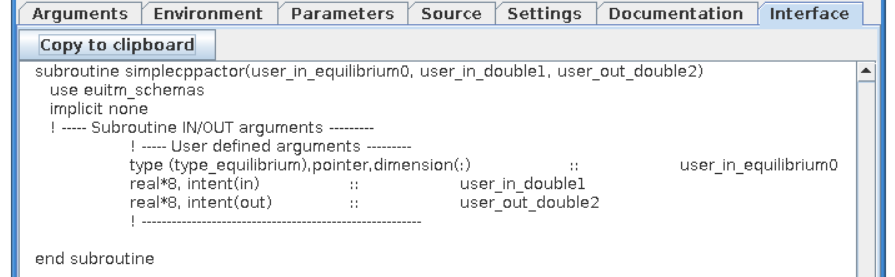 Arguments Environment Parameters Source Settings Documentation Interface
Copy to clipboard
subroutine simplecppactor(user_in_equilibrium0, user_in_double1, user_out_double2)
use euitm_schemas
implicit none
! ----- Subroutine IN/OUT arguments ---------
! ----- User defined arguments ---------
type (type_equilibrium),pointer,dimension(:) :: user_in_equilibrium0
real*8, intent(in) :: user_in_double1
real*8, intent(out) :: user_out_double2
! ----------------------------------------------------------
end subroutine